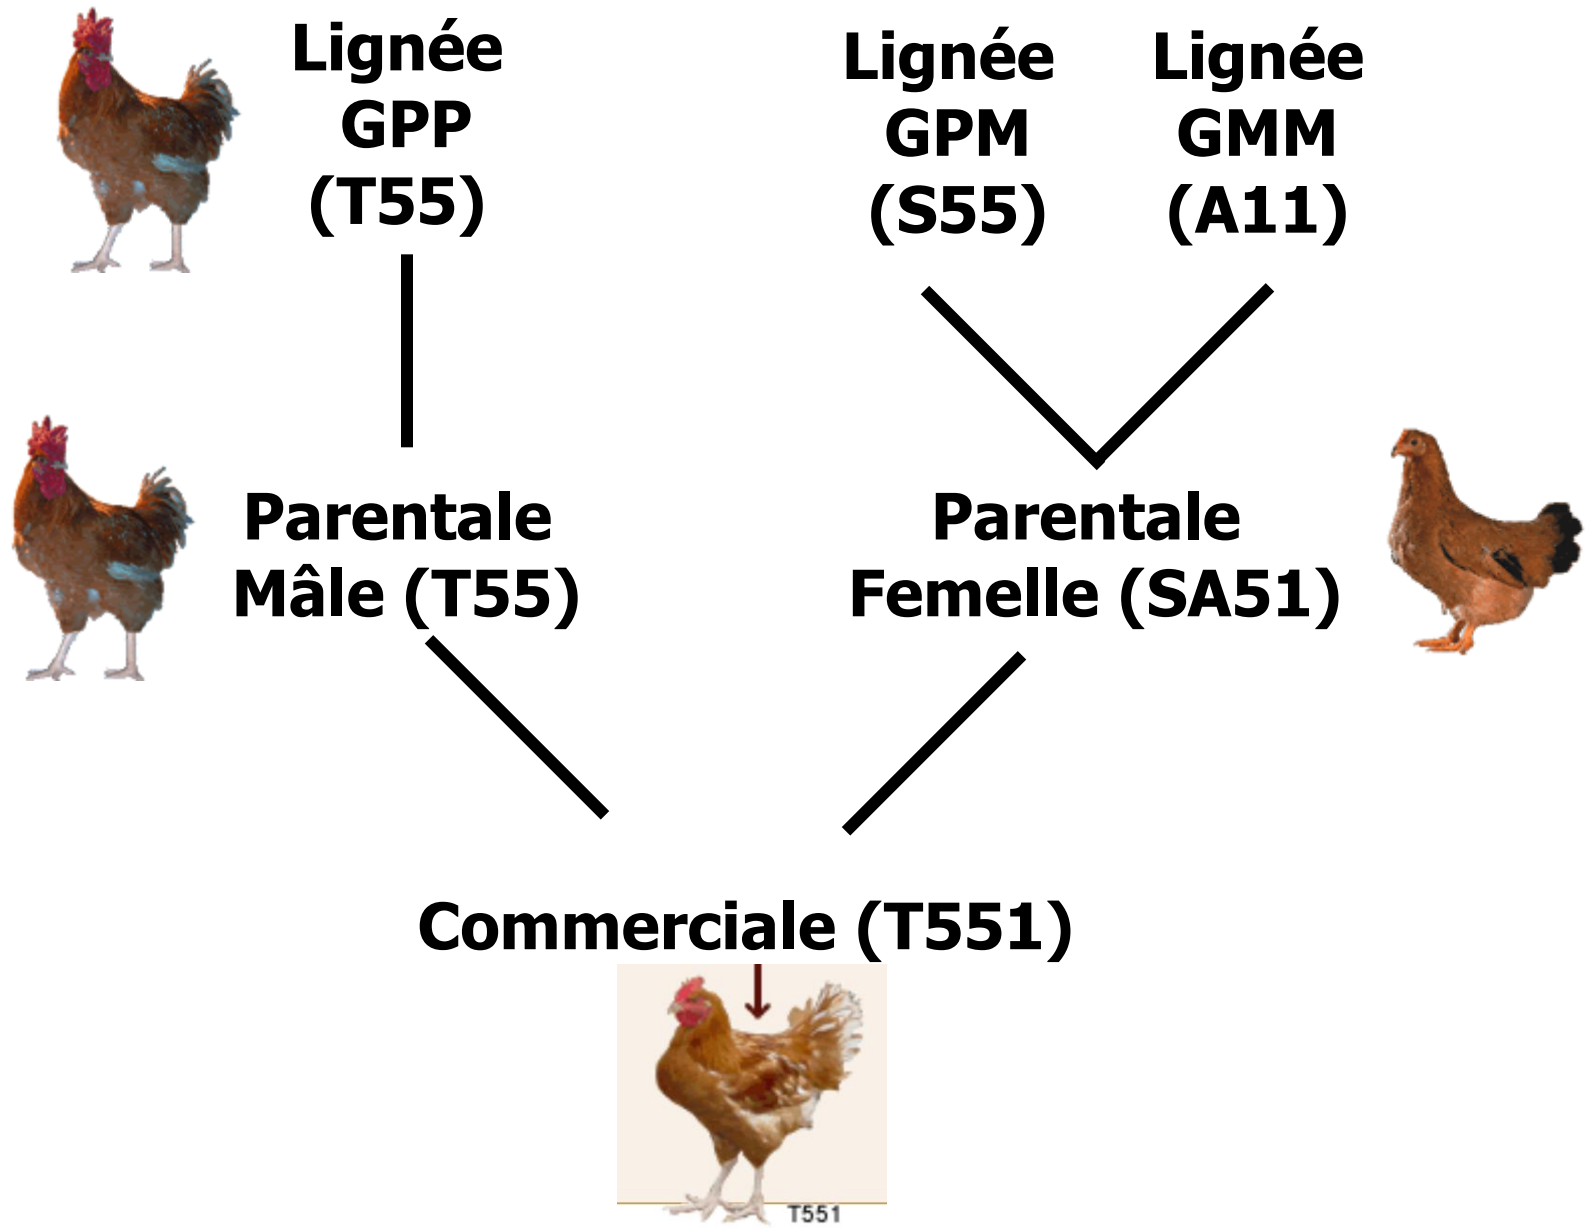 Lignée
GPP
(T55)
Lignée
GPM
(S55)
Lignée
GMM
(A11)
Parentale
Mâle (T55)
Parentale
Femelle (SA51)
Commerciale (T551)
T551